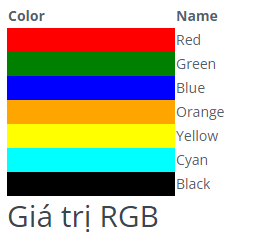 Color Name
Red
Green
Blue
Orange
Yellow
Cyan
Black
Giá trị RGB